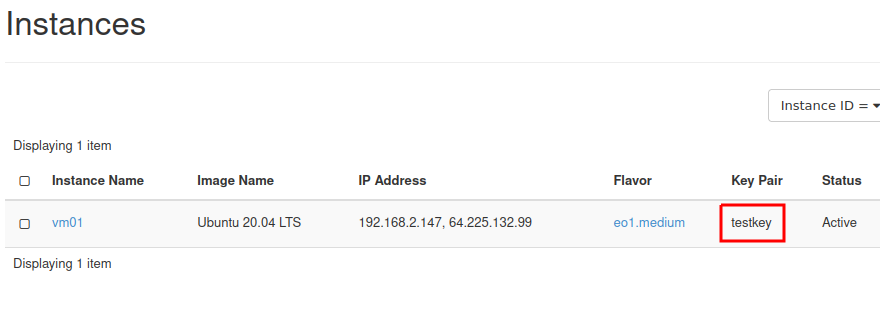 Instances
Instance ID =
Displaying 1 item
Instance Name Image Name IP Address Flavor Key Pair Status
vm01 Ubuntu 20.04 LTS 192.168.2.147, 64.225.132.99 eo1.medium testkey Active
Displaying 1 item